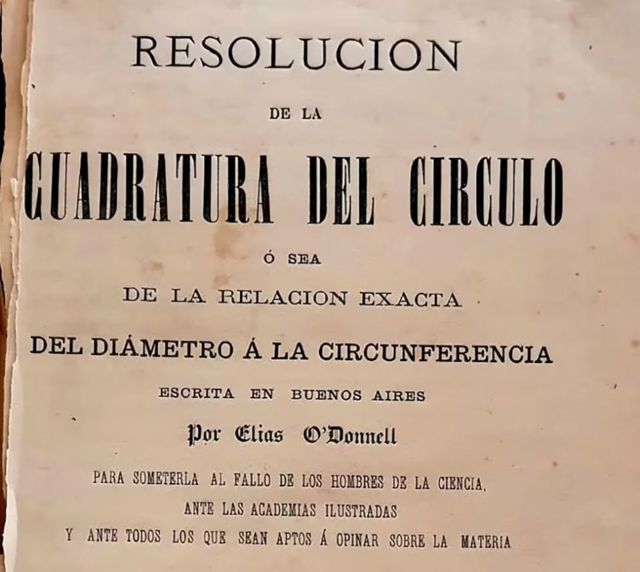 RESOLUCION
DE LA
CUADRATURA DEL CIRCULO
Ó SEA
DE LA RELACION EXACTA
DEL DIÁMETRO Á LA CIRCUNFERENCIA
ESCRITA EN BUENOS AIRES
Por Elias O'Donnell
PARA SOMETERLA AL FALLO DE LOS HOMBRES DE LA CIENCIA,
ANTE LAS ACADEMIAS ILUSTRADAS
Y ANTE TODOS LOS QUE SEAN APTOS Á OPINAR SOBRE LA MATERIA